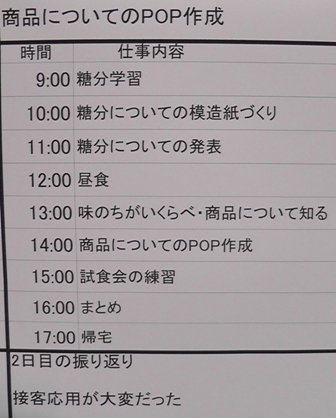 商品についてのPOP作成
時間 仕事内容
9:00 糖分学習
10:00 糖分についての模造紙づくり
11:00 糖分についての発表
12:00 昼食
13:00 味のちがいくらべ・商品について知る
14:00 商品についてのPOP作成
15:00 試食会の練習
16:00 まとめ
17:00 帰宅
2日目の振り返り
接客応用が大変だった